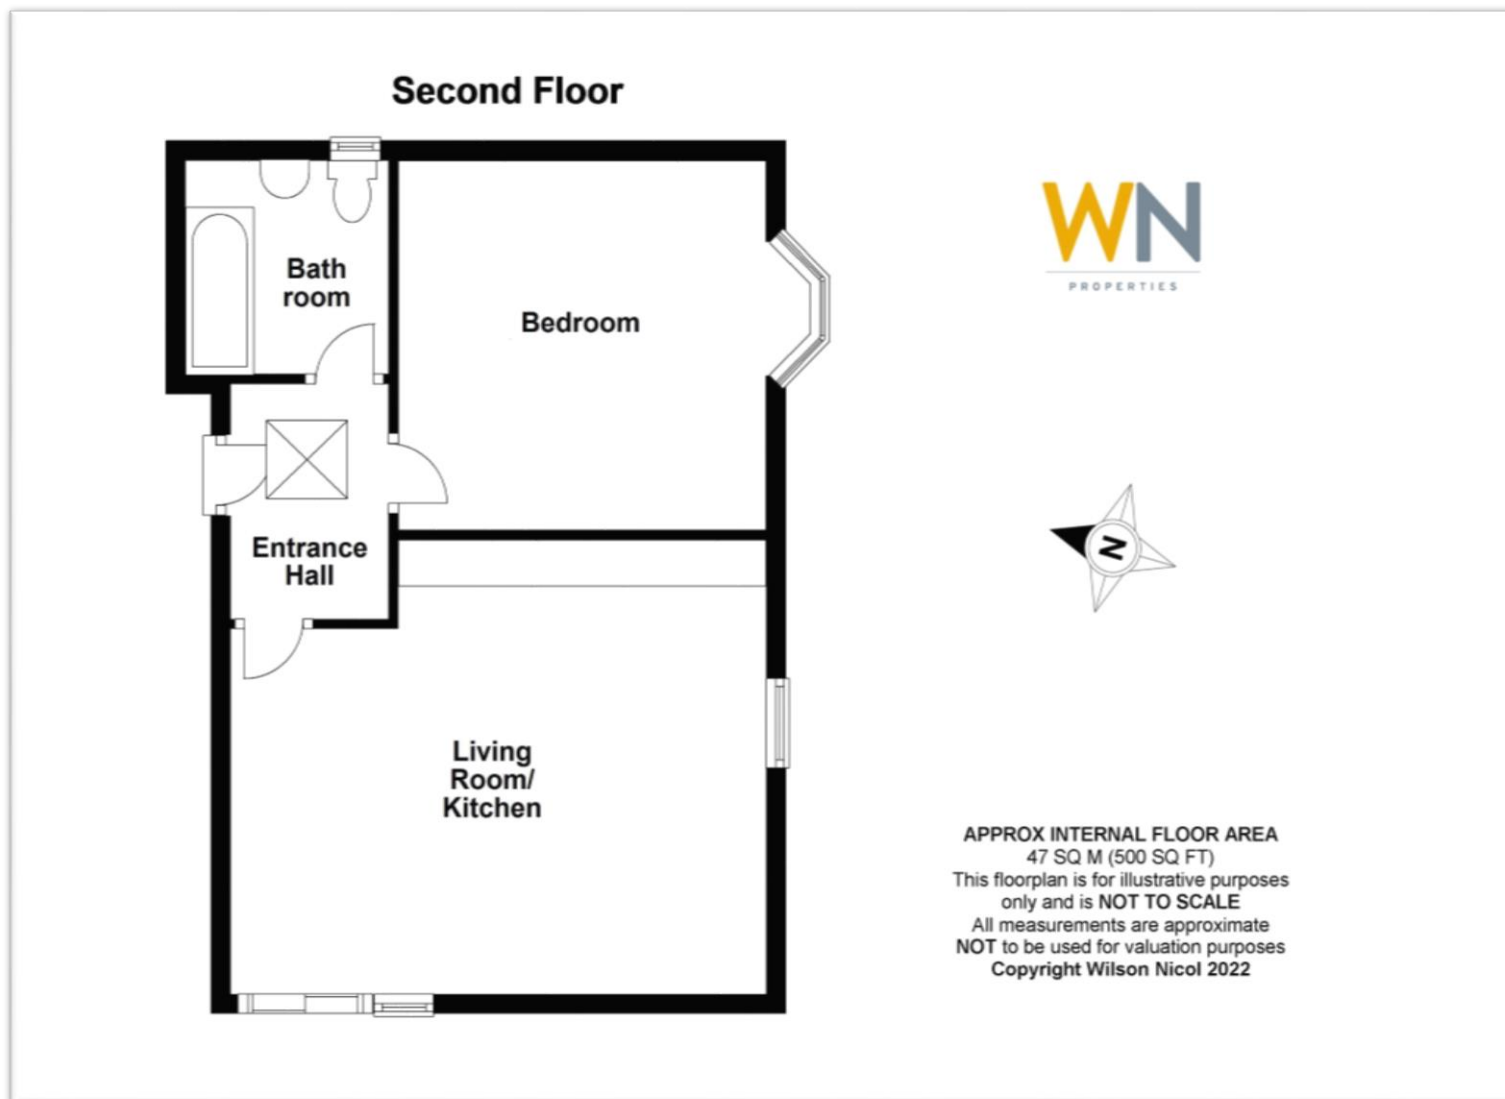 Second Floor
WN
PROPERTIES
Bath
room
Bedroom
Entrance
Hall
N
Living
Room/
Kitchen
APPROX INTERNAL FLOOR AREA
47 SQ M (500 SQ FT)
This floorplan is for illustrative purposes
only and is NOT TO SCALE
All measurements are approximate
NOT to be used for valuation purposes
Copyright Wilson Nicol 2022